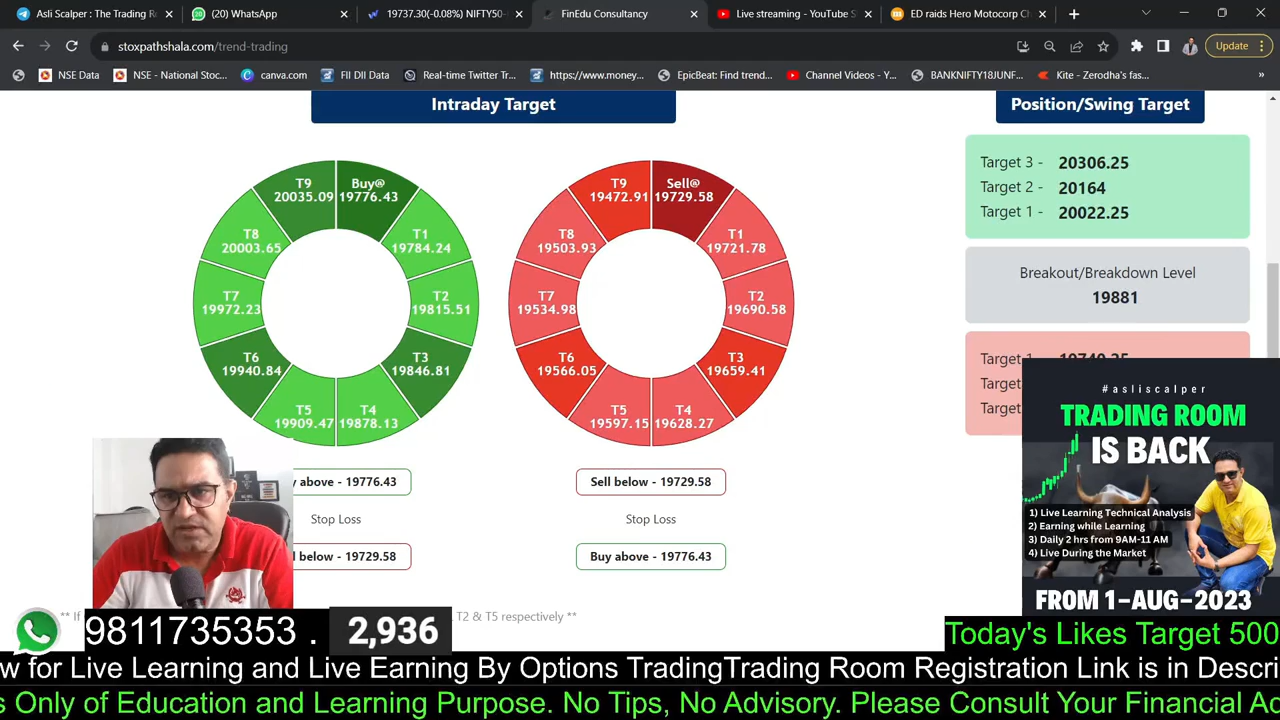 Asli Scalper : The Trading Ro
(20) WhatsApp
19737.30(-0.08%) NIFTY50-
FinEdu Consultancy
Live streaming - YouTube S
ED raids Hero Motocorp Ch
stoxpathshala.com/trend-trading
Update
NSE Data
NSE - National Stoc...
canva.com
FII DII Data
Real-time Twitter Tr...
https://www.money...
EpicBeat: Find trend...
Channel Videos - Y...
BANKNIFTY18JUNF...
Kite - Zerodha's fas...
»
Intraday Target
Position/Swing Target
T9
20035.09
Buy@
19776.43
T1
19784.24
T2
19815.51
T3
19846.81
T4
19878.13
T5
19909.47
T6
19940.84
T7
19972.23
T8
20003.65
T9
19472.91
Sell@
19729.58
T1
19721.78
T2
19690.58
T3
19659.41
T4
19628.27
T5
19597.15
T6
19566.05
T7
19534.98
T8
19503.93
Target 3 - 20306.25
Target 2 - 20164
Target 1 - 20022.25
Breakout/Breakdown Level
19881
Target 1 - 19740.25
Target
Target
above - 19776.43
Stop Loss
below - 19729.58
Sell below - 19729.58
Stop Loss
Buy above - 19776.43
** If
T2 & T5 respectively **
#asliscalper
TRADING ROOM
IS BACK
1) Live Learning Technical Analysis
2) Earning while Learning
3) Daily 2 hrs from 9AM-11 AM
4) Live During the Market
FROM 1-AUG-2023
9811735353 .
2,936
Today's Likes Target 500
w for Live Learning and Live Earning By Options TradingTrading Room Registration Link is in Descri
s Only of Education and Learning Purpose. No Tips, No Advisory. Please Consult Your Financial Ad